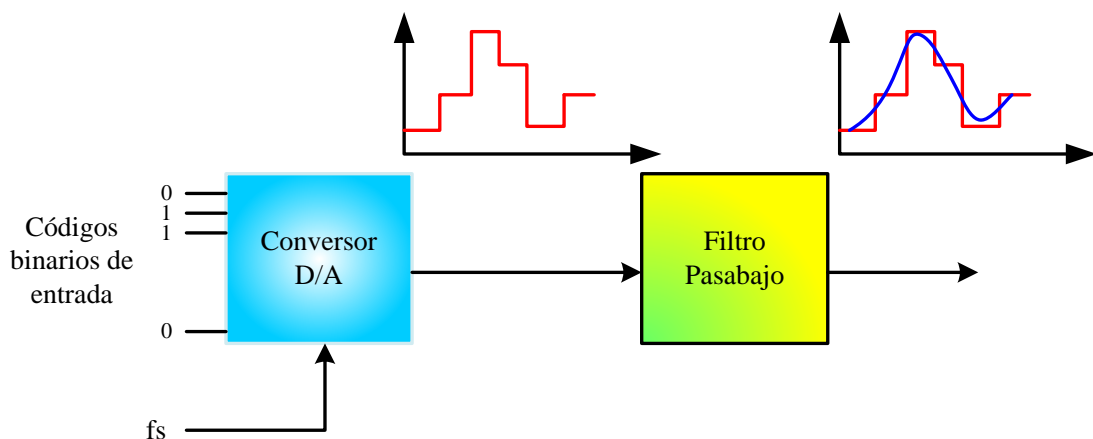 Códigos
binarios de
entrada
0
1
1
0
Conversor
D/A
Filtro
Pasabajo
fs